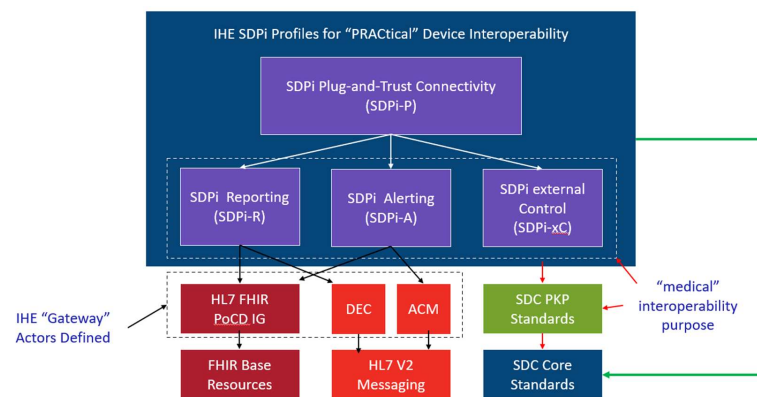 IHE SDPi Profiles for “PRACtical” Device Interoperability
SDPi Plug-and-Trust Connectivity
(SDPi-P)
SDPi Reporting
(SDPi-R)
SDPi Alerting
(SDPi-A)
SDPi external
Control
(SDPi-xC)
IHE “Gateway”
Actors Defined
HL7 FHIR
PoCD IG
DEC
ACM
SDC PKP
Standards
“medical”
interoperability
purpose
FHIR Base
Resources
HL7 V2
Messaging
SDC Core
Standards